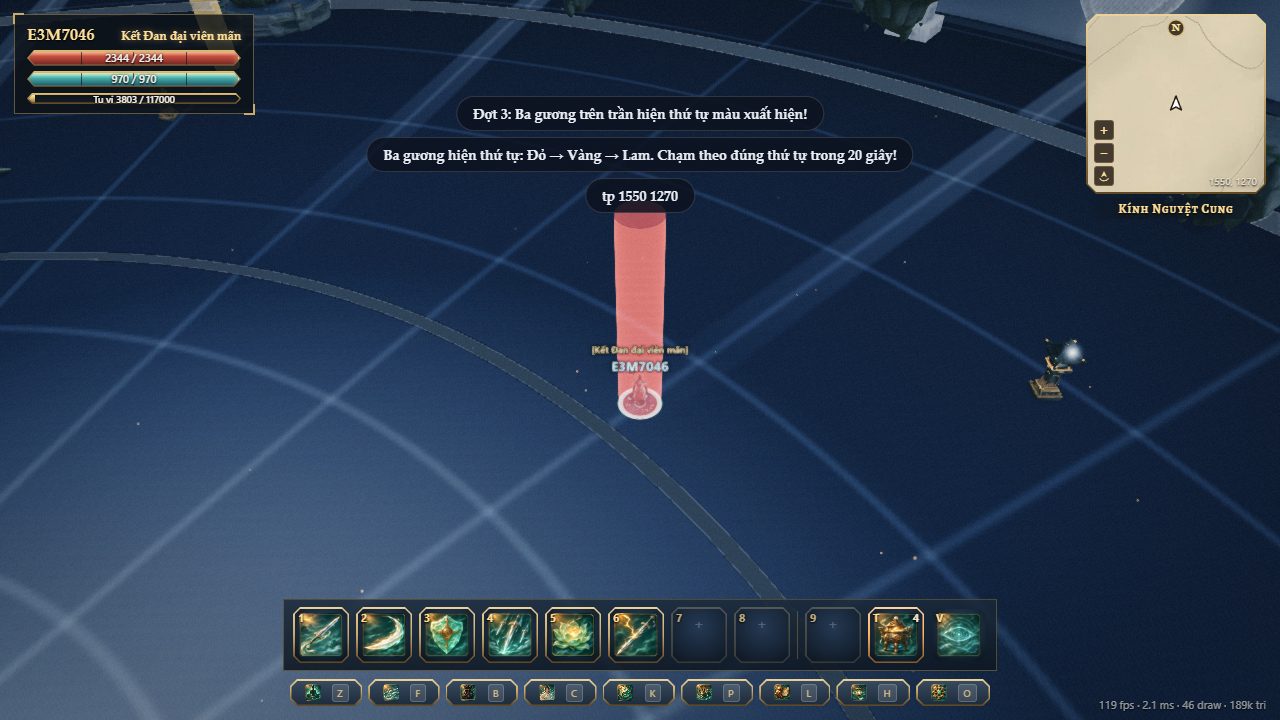 E3M7046 Kết Đan đại viên mãn
2344 / 2344
970 / 970
Tu vi 3803 / 117000
Đợt 3: Ba gương trên trần hiện thứ tự màu xuất hiện!
Ba gương hiện thứ tự: Đỏ → Vàng → Lam. Chạm theo đúng thứ tự trong 20 giây!
tp 1550 1270
N
+
−
1550, 1270
Kính Nguyệt Cung
[Kết Đan đại viên mãn]
E3M7046
1 2 3 4 5 6 7 + 8 + 9 + T 4 V
Z F B C K P L H O
119 fps · 2.1 ms · 46 draw · 189k tri